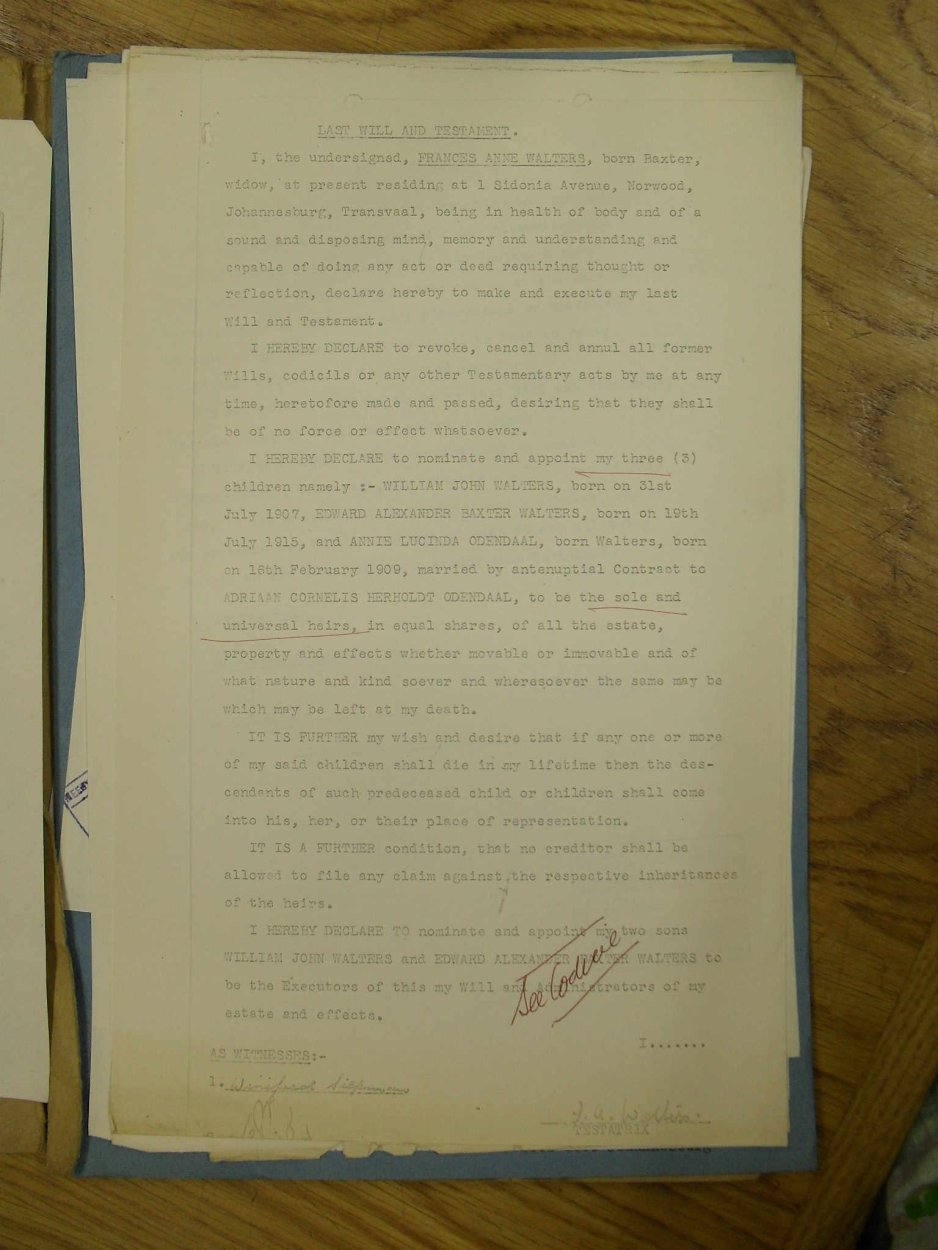 LAST WILL AND TESTAMENT.
I, the undersigned, FRANCES ANNE WALTERS, born Baxter,
widow, at present residing at 1 Sidonia Avenue, Norwood,
Johannesburg, Transvaal, being in health of body and of a
sound and disposing mind, memory and understanding and
capable of doing any act or deed requiring thought or
reflection, declare hereby to make and execute my last
Will and Testament.
I HEREBY DECLARE to revoke, cancel and annul all former
Wills, codicils or any other Testamentary acts by me at any
time, heretofore made and passed, desiring that they shall
be of no force or effect whatsoever.
I HEREBY DECLARE to nominate and appoint my three (3)
children namely :- WILLIAM JOHN WALTERS, born on 31st
July 1907, EDWARD ALEXANDER BAXTER WALTERS, born on 19th
July 1915, and ANNIE LUCINDA ODENDAAL, born Walters, born
on 18th February 1909, married by antenuptial Contract to
ADRIAAN CORNELIS HERHOLDT ODENDAAL, to be the sole and
universal heirs, in equal shares, of all the estate,
property and effects whether movable or immovable and of
what nature and kind soever and wheresoever the same may be
which may be left at my death.
IT IS FURTHER my wish and desire that if any one or more
of my said children shall die in my lifetime then the des-
cendants of such predeceased child or children shall come
into his, her, or their place of representation.
IT IS A FURTHER condition, that no creditor shall be
allowed to file any claim against the respective inheritances
of the heirs.
I HEREBY DECLARE TO nominate and appoint my two sons
WILLIAM JOHN WALTERS and EDWARD ALEXANDER BAXTER WALTERS to
be the Executors of this my Will and Administrators of my
estate and effects.
See Codicil
I.......
AS WITNESSES:-
1. Winifred
F. A. Walters.
TESTATRIX